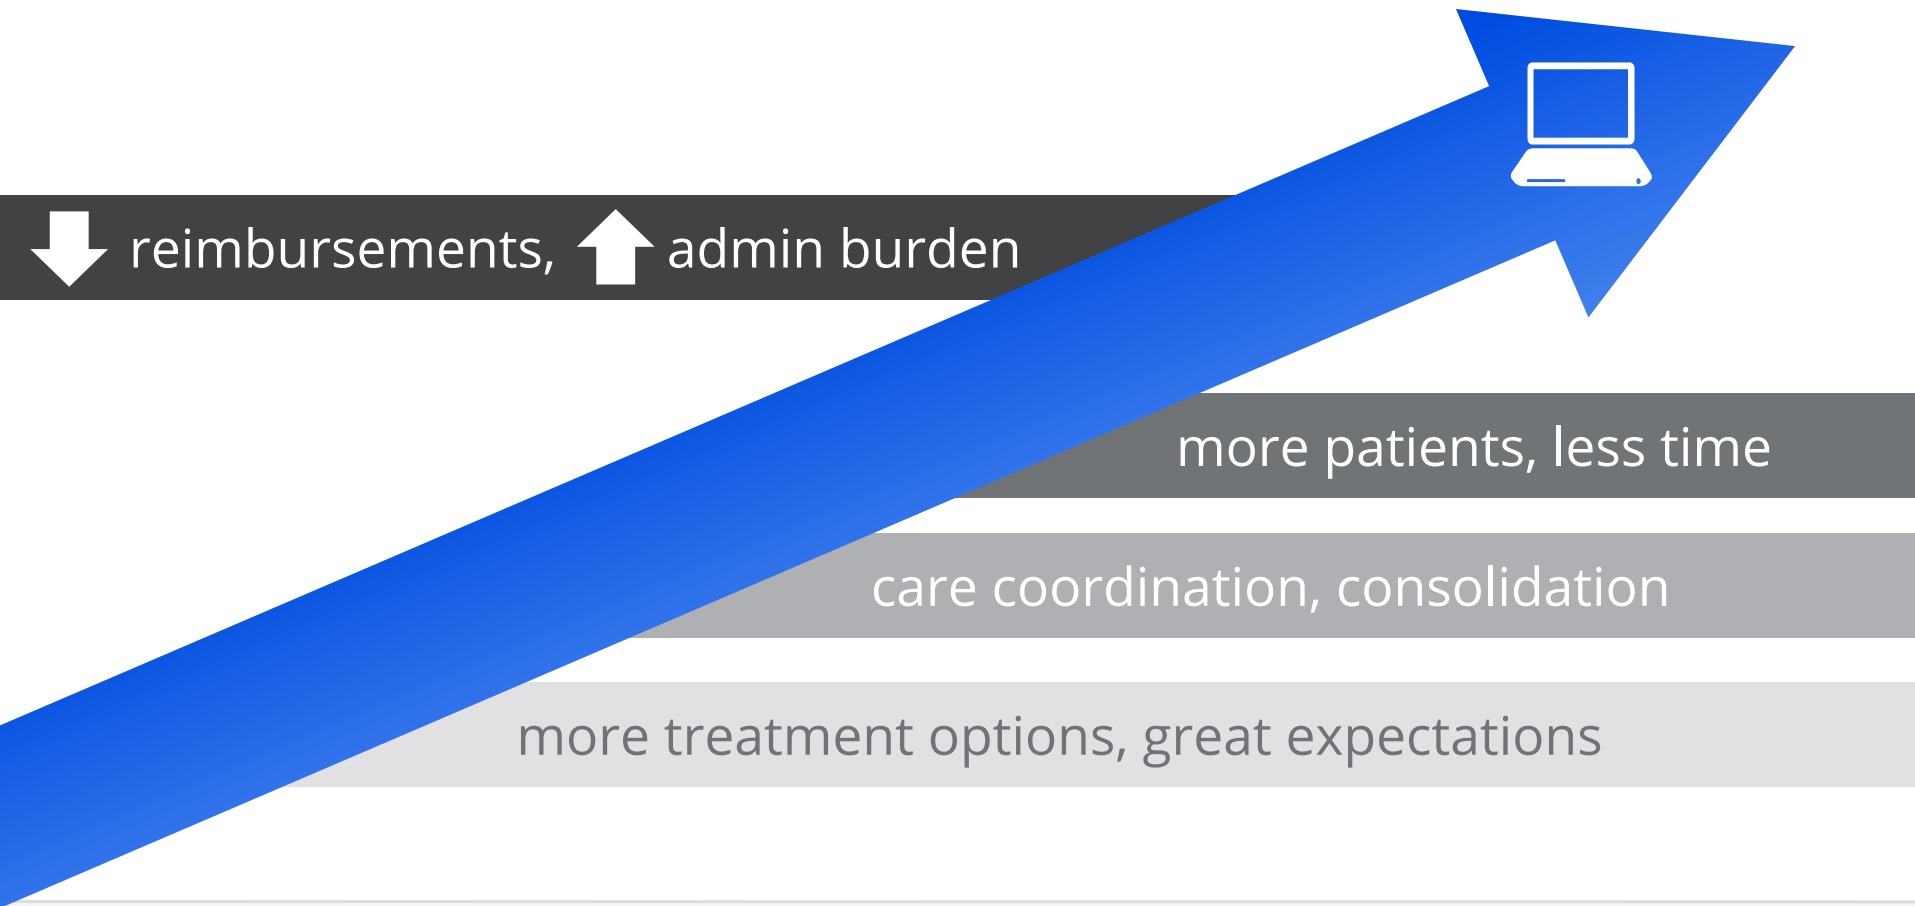 reimbursements, admin burden
more patients, less time
care coordination, consolidation
more treatment options, great expectations